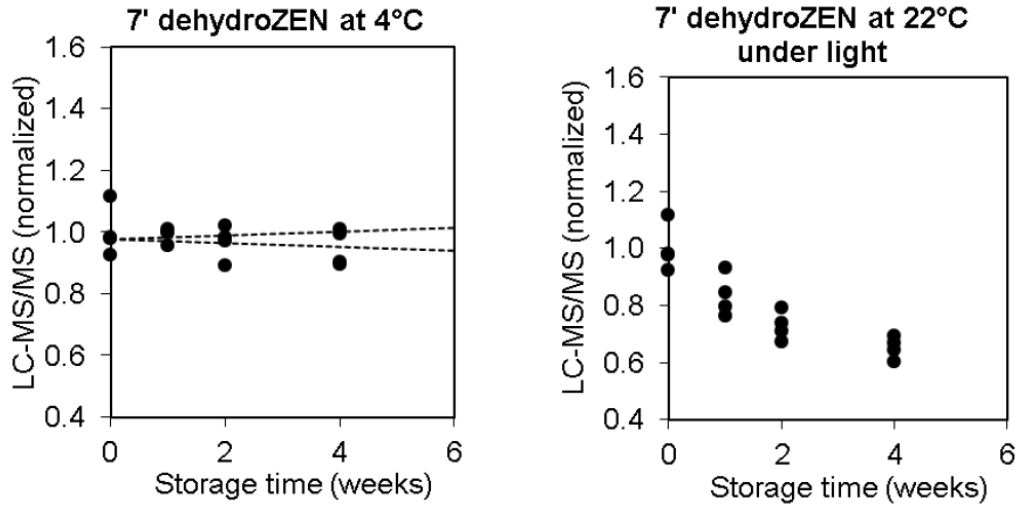 7' dehydroZEN at 4°C
LC-MS/MS (normalized)
1.6
1.4
1.2
1.0
0.8
0.6
0.4
0 2 4 6
Storage time (weeks)
7' dehydroZEN at 22°C
under light
LC-MS/MS (normalized)
1.6
1.4
1.2
1.0
0.8
0.6
0.4
0 2 4 6
Storage time (weeks)